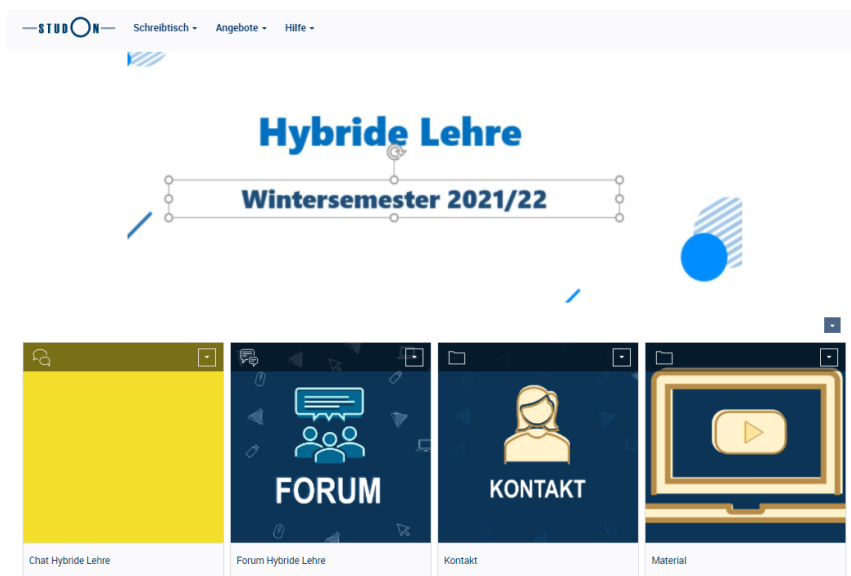 STUDON Schreibtisch Angebote Hilfe
Hybride Lehre
Wintersemester 2021/22
FORUM
KONTAKT
Chat Hybride Lehre
Forum Hybride Lehre
Kontakt
Material